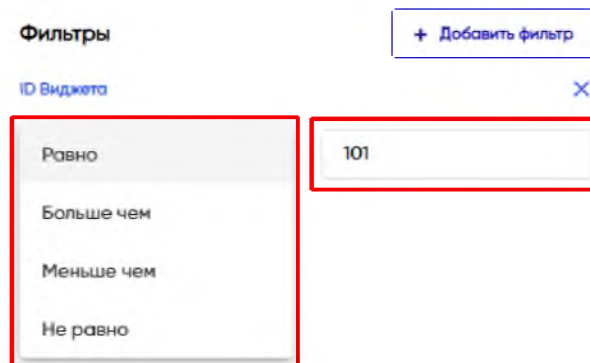 Фильтры
+ Добавить фильтр
ID Виджета
Равно
101
Больше чем
Меньше чем
Не равно